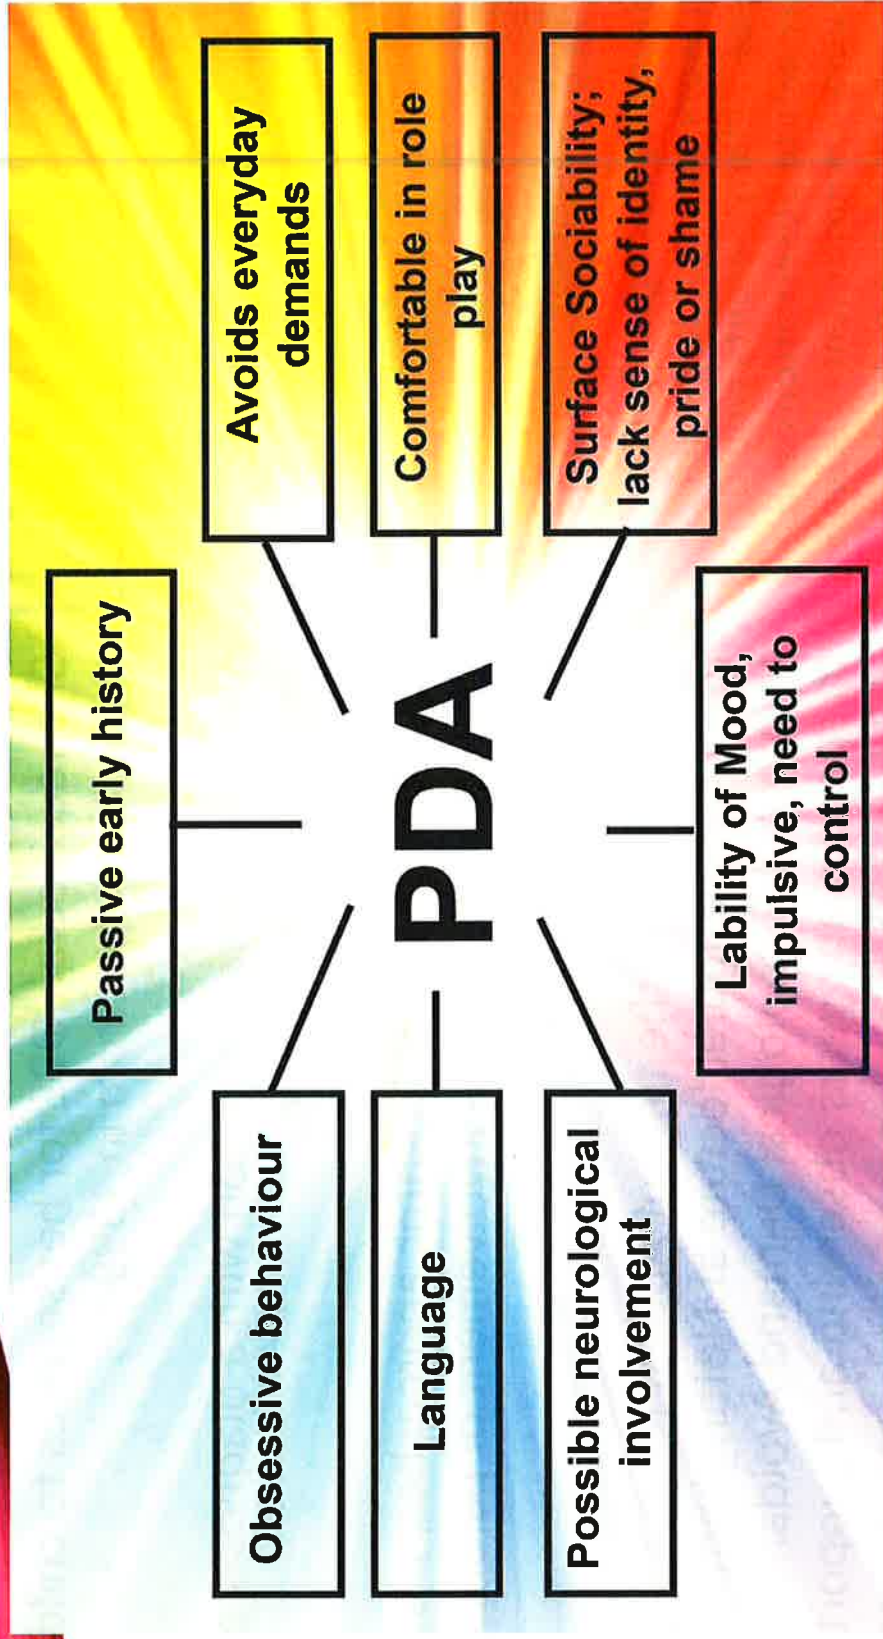 Passive early history
Obsessive behaviour
Avoids everyday
demands
Language
PDA
Comfortable in role
play
Possible neurological
involvement
Surface Sociability;
lack sense of identity,
pride or shame
Lability of Mood,
impulsive, need to
control